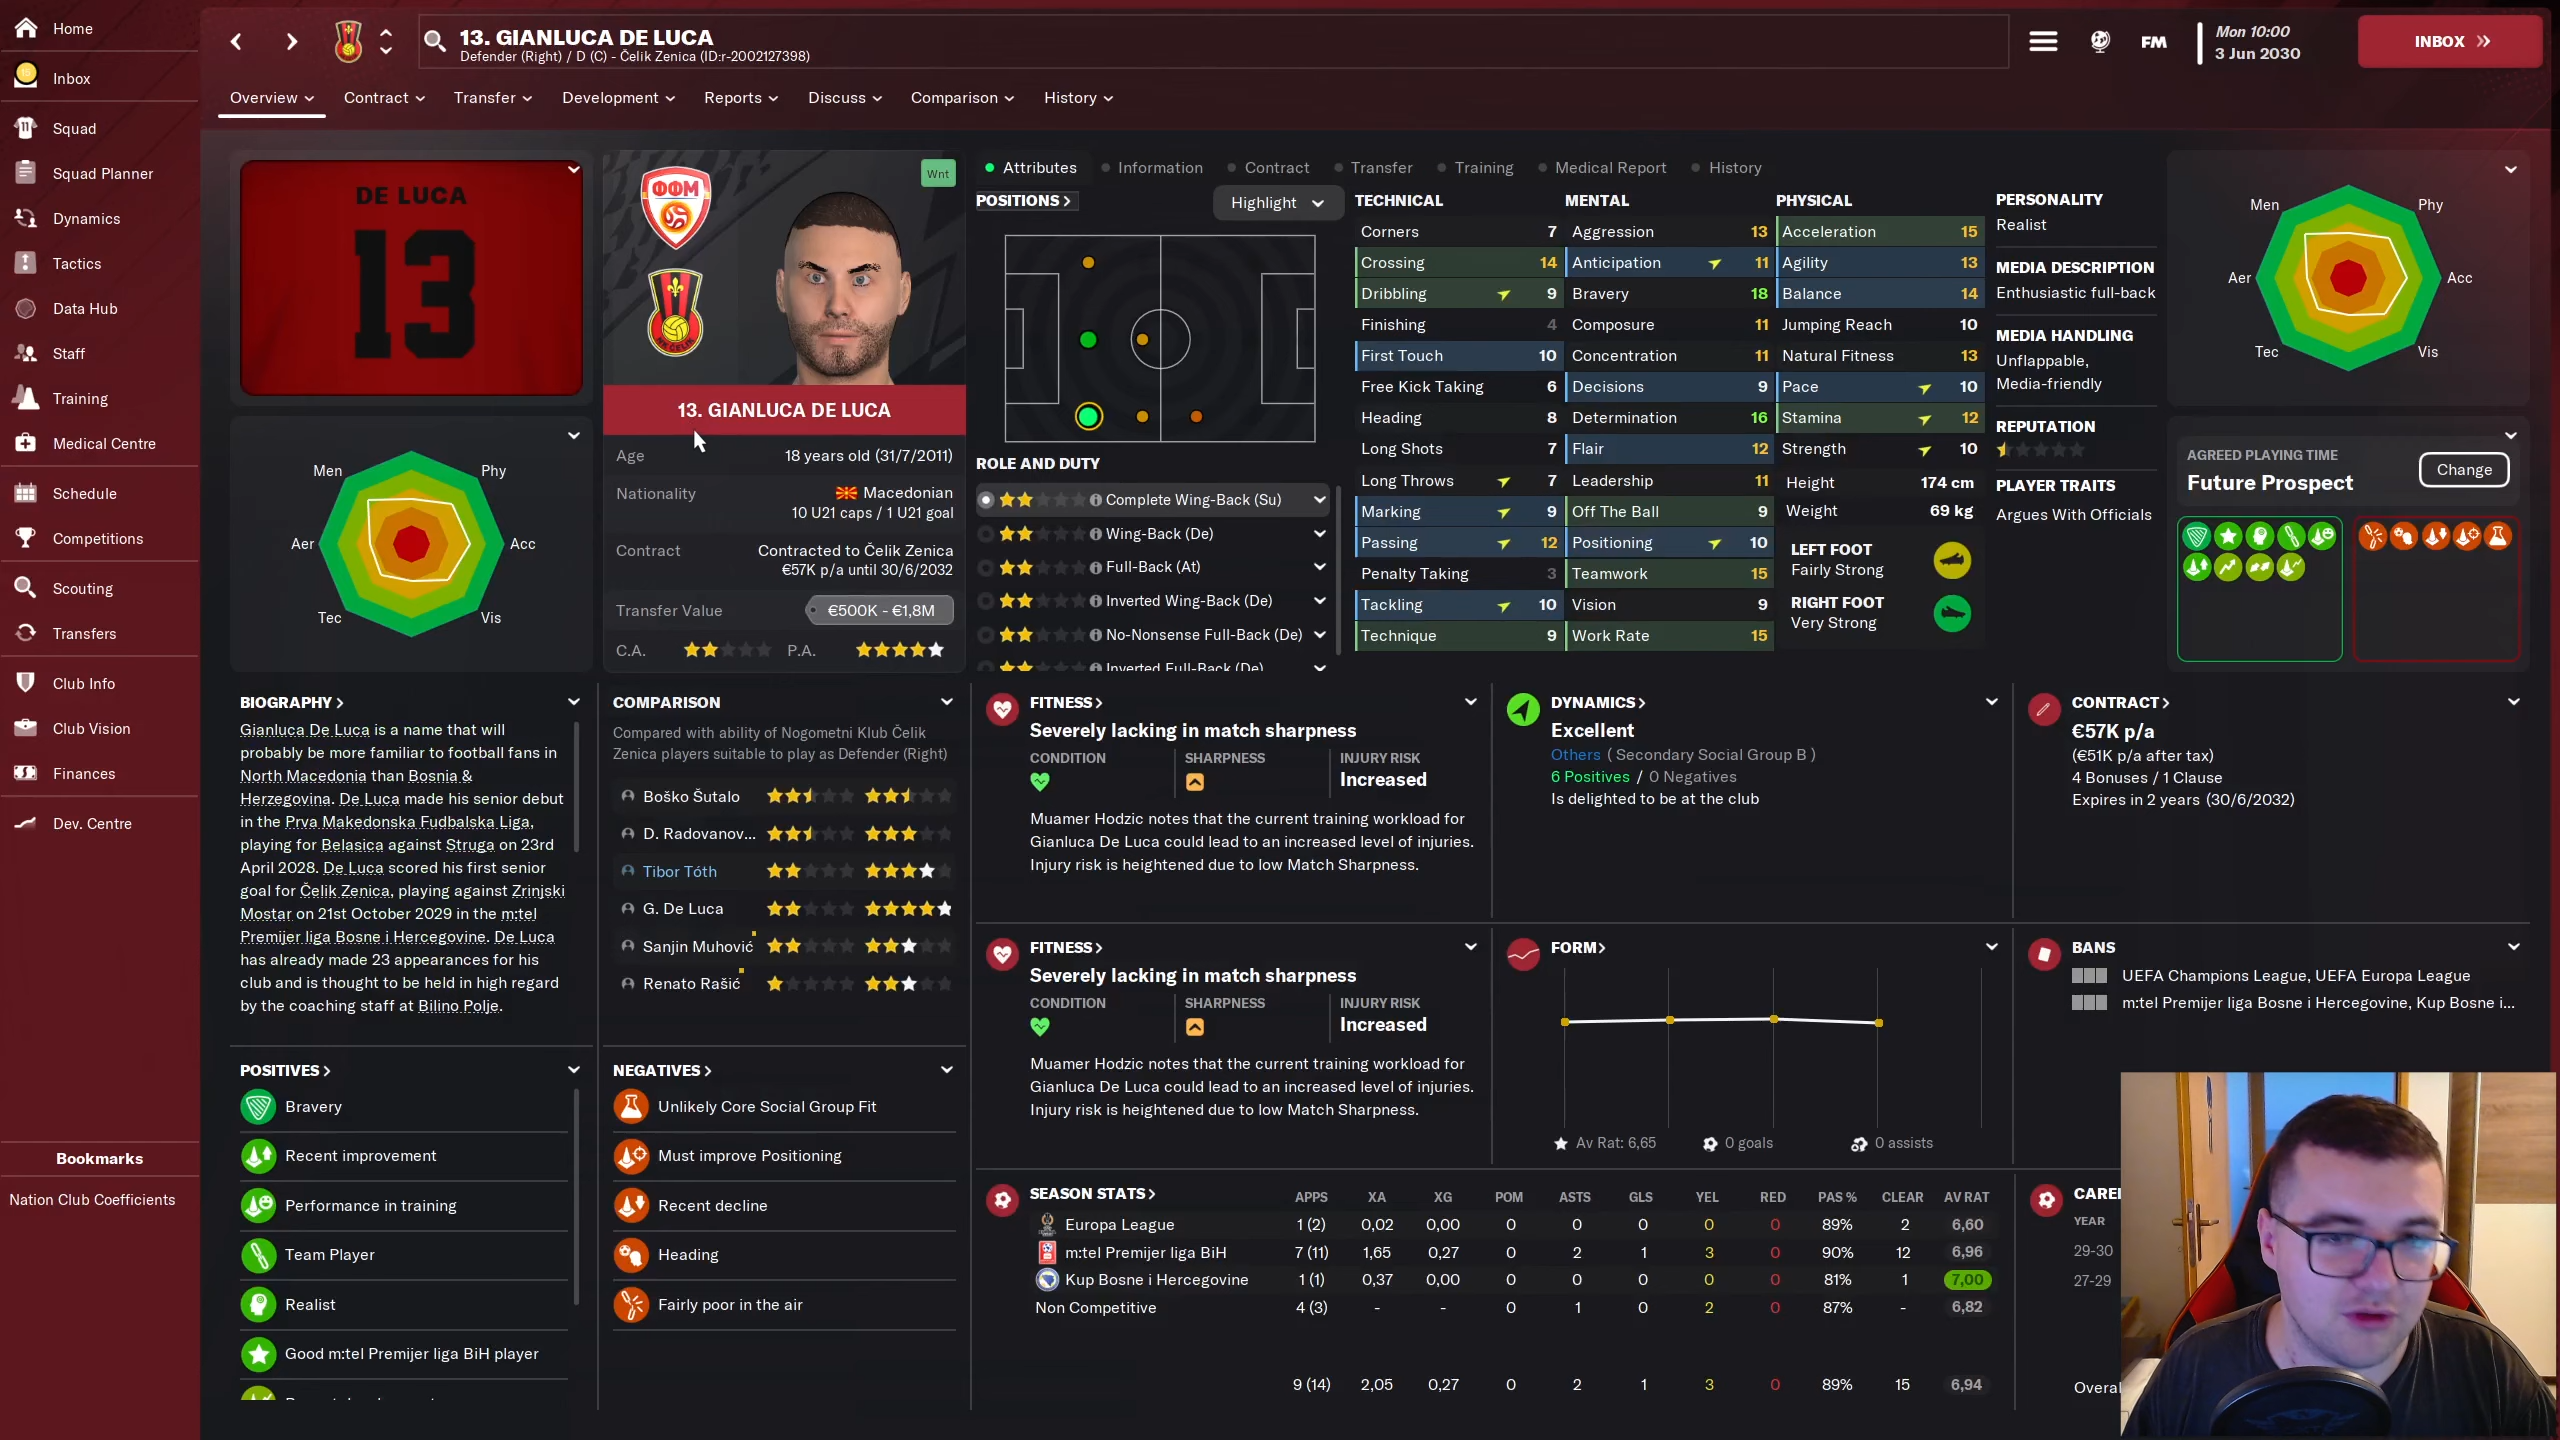 Home
Inbox
Squad
Squad Planner
Dynamics
Tactics
Data Hub
Staff
Training
Medical Centre
Schedule
Competitions
Scouting
Transfers
Club Info
Club Vision
Finances
Dev. Centre
Bookmarks
Nation Club Coefficients
13. GIANLUCA DE LUCA
Defender (Right) / D (C) - Čelik Zenica (ID:r-2002127398)
FM
Mon 10:00
3 Jun 2030
INBOX
Overview Contract Transfer Development Reports Discuss Comparison History
DE LUCA
13
Men Phy
Aer Acc
Tec Vis
ФФМ
NK ČELIK
Wnt
13. GIANLUCA DE LUCA
Age 18 years old (31/7/2011)
Nationality Macedonian
10 U21 caps / 1 U21 goal
Contract Contracted to Čelik Zenica
€57K p/a until 30/6/2032
Transfer Value €500K - €1,8M
C.A. P.A.
Attributes Information Contract Transfer Training Medical Report History
POSITIONS
Highlight
ROLE AND DUTY
Complete Wing-Back (Su)
Wing-Back (De)
Full-Back (At)
Inverted Wing-Back (De)
No-Nonsense Full-Back (De)
Inverted Full-Back (De)
TECHNICAL
Corners 7
Crossing 14
Dribbling 9
Finishing 4
First Touch 10
Free Kick Taking 6
Heading 8
Long Shots 7
Long Throws 7
Marking 9
Passing 12
Penalty Taking 3
Tackling 10
Technique 9
MENTAL
Aggression 13
Anticipation 11
Bravery 18
Composure 11
Concentration 11
Decisions 9
Determination 16
Flair 12
Leadership 11
Off The Ball 9
Positioning 10
Teamwork 15
Vision 9
Work Rate 15
PHYSICAL
Acceleration 15
Agility 13
Balance 14
Jumping Reach 10
Natural Fitness 13
Pace 10
Stamina 12
Strength 10
Height 174 cm
Weight 69 kg
LEFT FOOT
Fairly Strong
RIGHT FOOT
Very Strong
PERSONALITY
Realist
MEDIA DESCRIPTION
Enthusiastic full-back
MEDIA HANDLING
Unflappable,
Media-friendly
REPUTATION
PLAYER TRAITS
Argues With Officials
Men Phy
Aer Acc
Tec Vis
AGREED PLAYING TIME
Future Prospect
Change
BIOGRAPHY
Gianluca De Luca is a name that will
probably be more familiar to football fans in
North Macedonia than Bosnia &
Herzegovina. De Luca made his senior debut
in the Prva Makedonska Fudbalska Liga,
playing for Belasica against Struga on 23rd
April 2028. De Luca scored his first senior
goal for Čelik Zenica, playing against Zrinjski
Mostar on 21st October 2029 in the m:tel
Premijer liga Bosne i Hercegovine. De Luca
has already made 23 appearances for his
club and is thought to be held in high regard
by the coaching staff at Bilino Polje.
COMPARISON
Compared with ability of Nogometni Klub Čelik
Zenica players suitable to play as Defender (Right)
Boško Šutalo
D. Radovanov...
Tibor Tóth
G. De Luca
Sanjin Muhović
Renato Rašić
FITNESS
Severely lacking in match sharpness
CONDITION SHARPNESS INJURY RISK
Increased
Muamer Hodzic notes that the current training workload for
Gianluca De Luca could lead to an increased level of injuries.
Injury risk is heightened due to low Match Sharpness.
DYNAMICS
Excellent
Others ( Secondary Social Group B )
6 Positives / 0 Negatives
Is delighted to be at the club
CONTRACT
€57K p/a
(€51K p/a after tax)
4 Bonuses / 1 Clause
Expires in 2 years (30/6/2032)
FITNESS
Severely lacking in match sharpness
CONDITION SHARPNESS INJURY RISK
Increased
Muamer Hodzic notes that the current training workload for
Gianluca De Luca could lead to an increased level of injuries.
Injury risk is heightened due to low Match Sharpness.
FORM
Av Rat: 6,65 0 goals 0 assists
BANS
UEFA Champions League, UEFA Europa League
m:tel Premijer liga Bosne i Hercegovine, Kup Bosne i...
POSITIVES
Bravery
Recent improvement
Performance in training
Team Player
Realist
Good m:tel Premijer liga BiH player
NEGATIVES
Unlikely Core Social Group Fit
Must improve Positioning
Recent decline
Heading
Fairly poor in the air
SEASON STATS APPS XA XG POM ASTS GLS YEL RED PAS % CLEAR AV RAT
Europa League 1 (2) 0,02 0,00 0 0 0 0 0 89% 2 6,60
m:tel Premijer liga BiH 7 (11) 1,65 0,27 0 2 1 3 0 90% 12 6,96
Kup Bosne i Hercegovine 1 (1) 0,37 0,00 0 0 0 0 0 81% 1 7,00
Non Competitive 4 (3) - - 0 1 0 2 0 87% - 6,82
9 (14) 2,05 0,27 0 2 1 3 0 89% 15 6,94
CAREE
YEAR
29-30
27-29
Overal